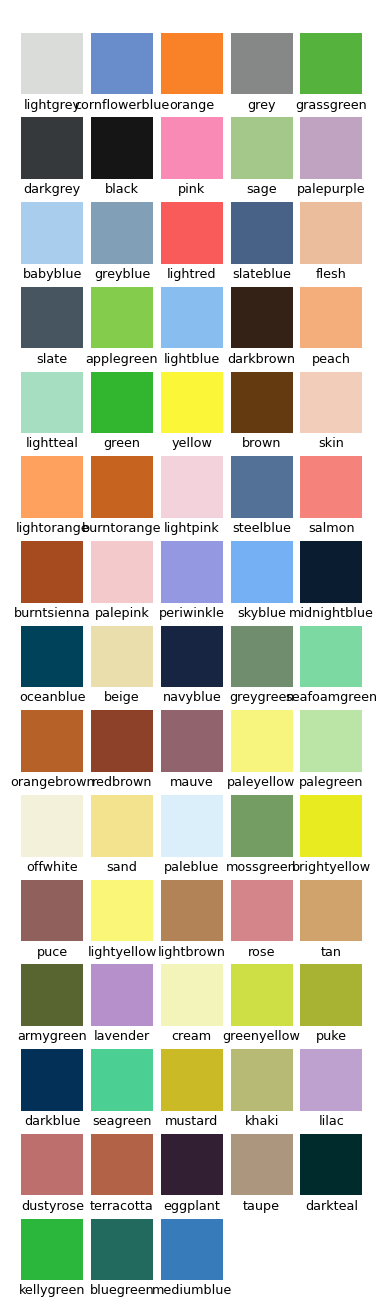 lightgrey cornflowerblue orange grey grassgreen
darkgrey black pink sage palepurple
babyblue greyblue lightred slateblue flesh
slate applegreen lightblue darkbrown peach
lightteal green yellow brown skin
lightorange burntorange lightpink steelblue salmon
burntsienna palepink periwinkle skyblue midnightblue
oceanblue beige navyblue greygreen seafoamgreen
orangebrown redbrown mauve paleyellow palegreen
offwhite sand paleblue mossgreen brightyellow
puce lightyellow lightbrown rose tan
armygreen lavender cream greenyellow puke
darkblue seagreen mustard khaki lilac
dustyrose terracotta eggplant taupe darkteal
kellygreen bluegreen mediumblue